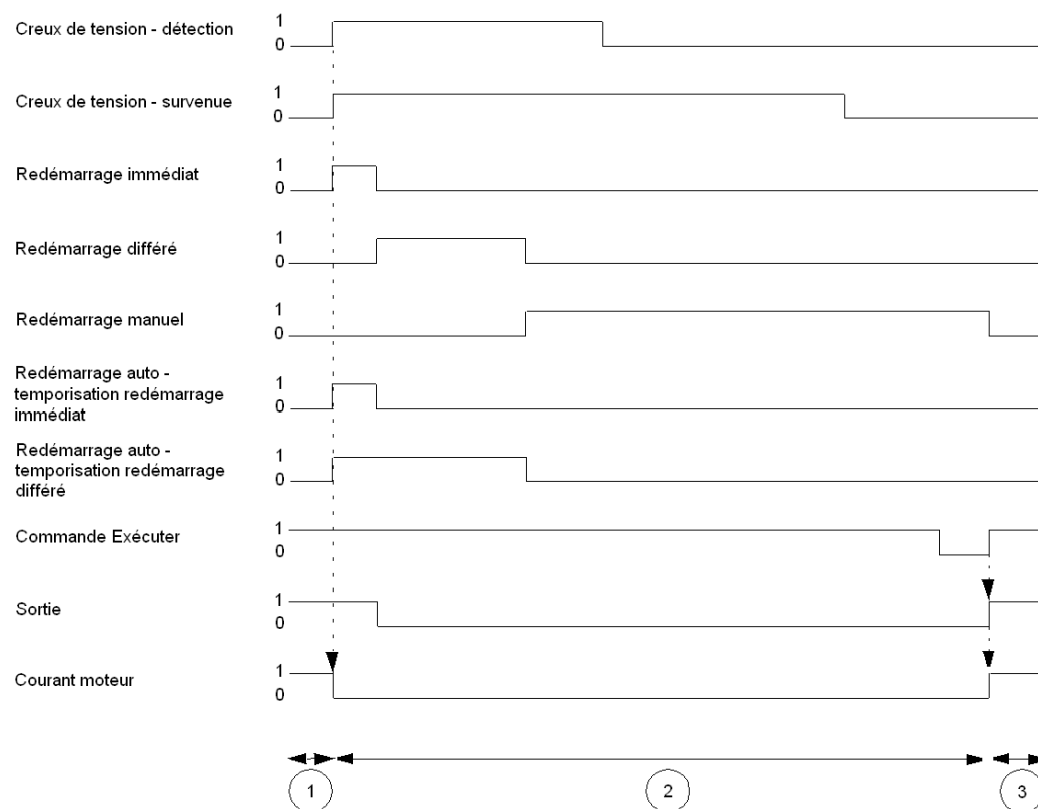 Creux de tension - détection
1
0
Creux de tension - survenue
1
0
Redémarrage immédiat
1
0
Redémarrage différé
1
0
Redémarrage manuel
1
0
Redémarrage auto -
temporisation redémarrage
immédiat
1
0
Redémarrage auto -
temporisation redémarrage
différé
1
0
Commande Exécuter
1
0
Sortie
1
0
Courant moteur
1
0
1
2
3